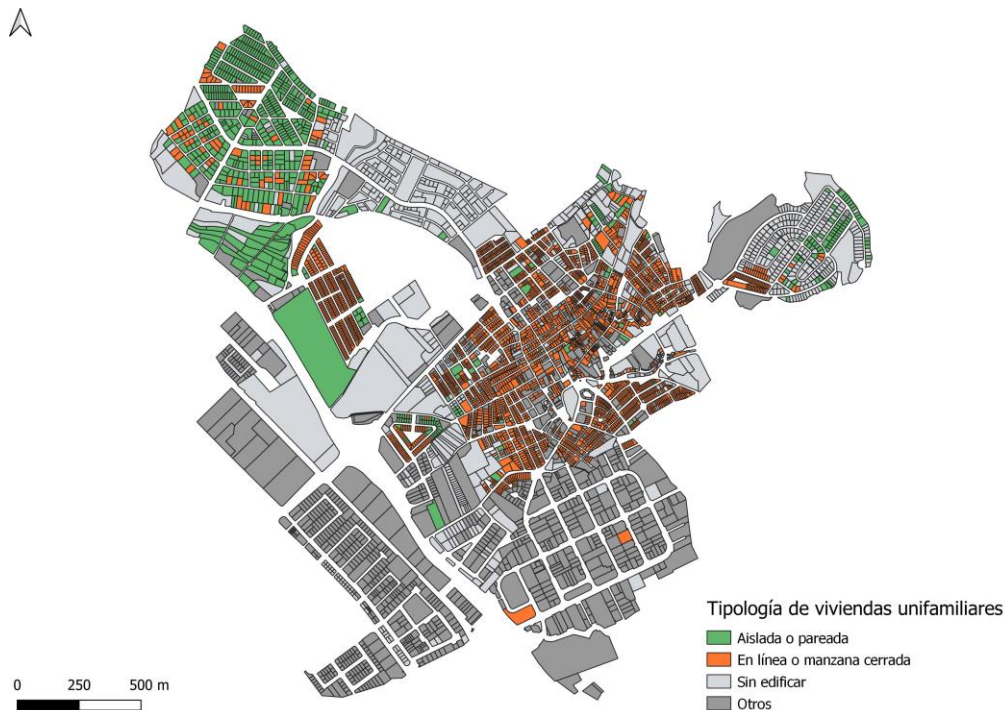 Tipología de viviendas unifamiliares
Aislada o pareada
En línea o manzana cerrada
Sin edificar
Otros
0 250 500 m